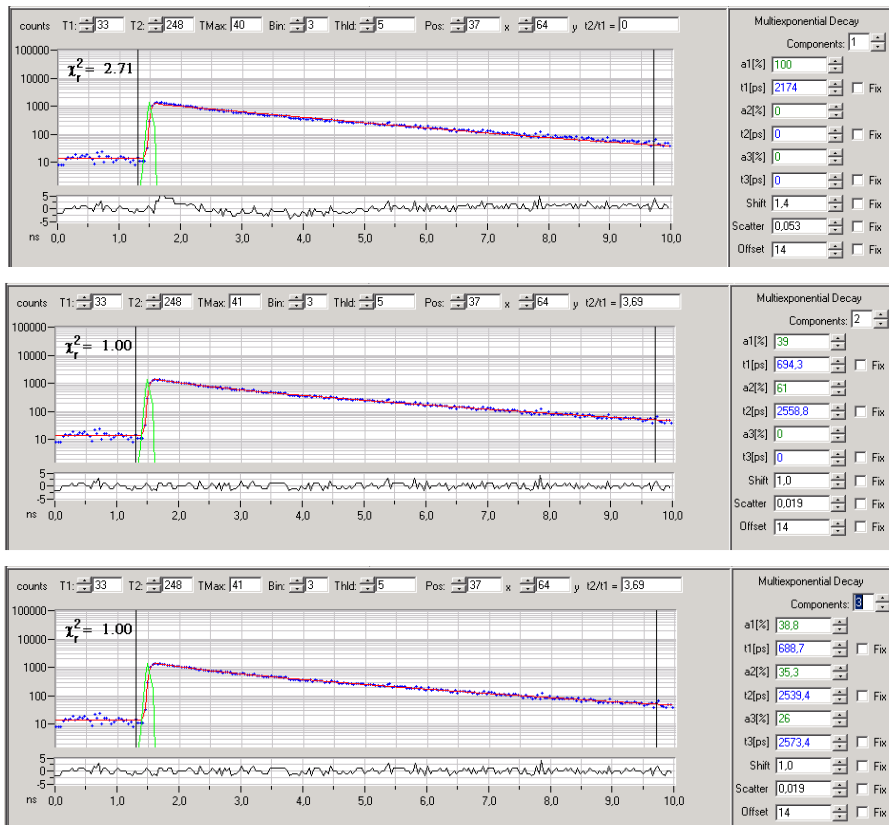 counts T1: 33 T2: 248 TMax: 40 Bin: 3 Thld: 5 Pos: 37 x 64 y t2/t1 = 0
100000
10000
1000
100
10
χ²r = 2.71
5
0
-5
ns 0,0 1,0 2,0 3,0 4,0 5,0 6,0 7,0 8,0 9,0 10,0
Multiexponential Decay
Components: 1
a1[%] 100
t1[ps] 2174 Fix
a2[%] 0
t2[ps] 0 Fix
a3[%] 0
t3[ps] 0 Fix
Shift 1,4 Fix
Scatter 0,053 Fix
Offset 14 Fix
counts T1: 33 T2: 248 TMax: 41 Bin: 3 Thld: 5 Pos: 37 x 64 y t2/t1 = 3,69
100000
10000
1000
100
10
χ²r = 1.00
5
0
-5
ns 0,0 1,0 2,0 3,0 4,0 5,0 6,0 7,0 8,0 9,0 10,0
Multiexponential Decay
Components: 2
a1[%] 39
t1[ps] 694,3 Fix
a2[%] 61
t2[ps] 2558,8 Fix
a3[%] 0
t3[ps] 0 Fix
Shift 1,0 Fix
Scatter 0,019 Fix
Offset 14 Fix
counts T1: 33 T2: 248 TMax: 41 Bin: 3 Thld: 5 Pos: 37 x 64 y t2/t1 = 3,69
100000
10000
1000
100
10
χ²r = 1.00
5
0
-5
ns 0,0 1,0 2,0 3,0 4,0 5,0 6,0 7,0 8,0 9,0 10,0
Multiexponential Decay
Components: 3
a1[%] 38,8
t1[ps] 688,7 Fix
a2[%] 35,3
t2[ps] 2539,4 Fix
a3[%] 26
t3[ps] 2573,4 Fix
Shift 1,0 Fix
Scatter 0,019 Fix
Offset 14 Fix